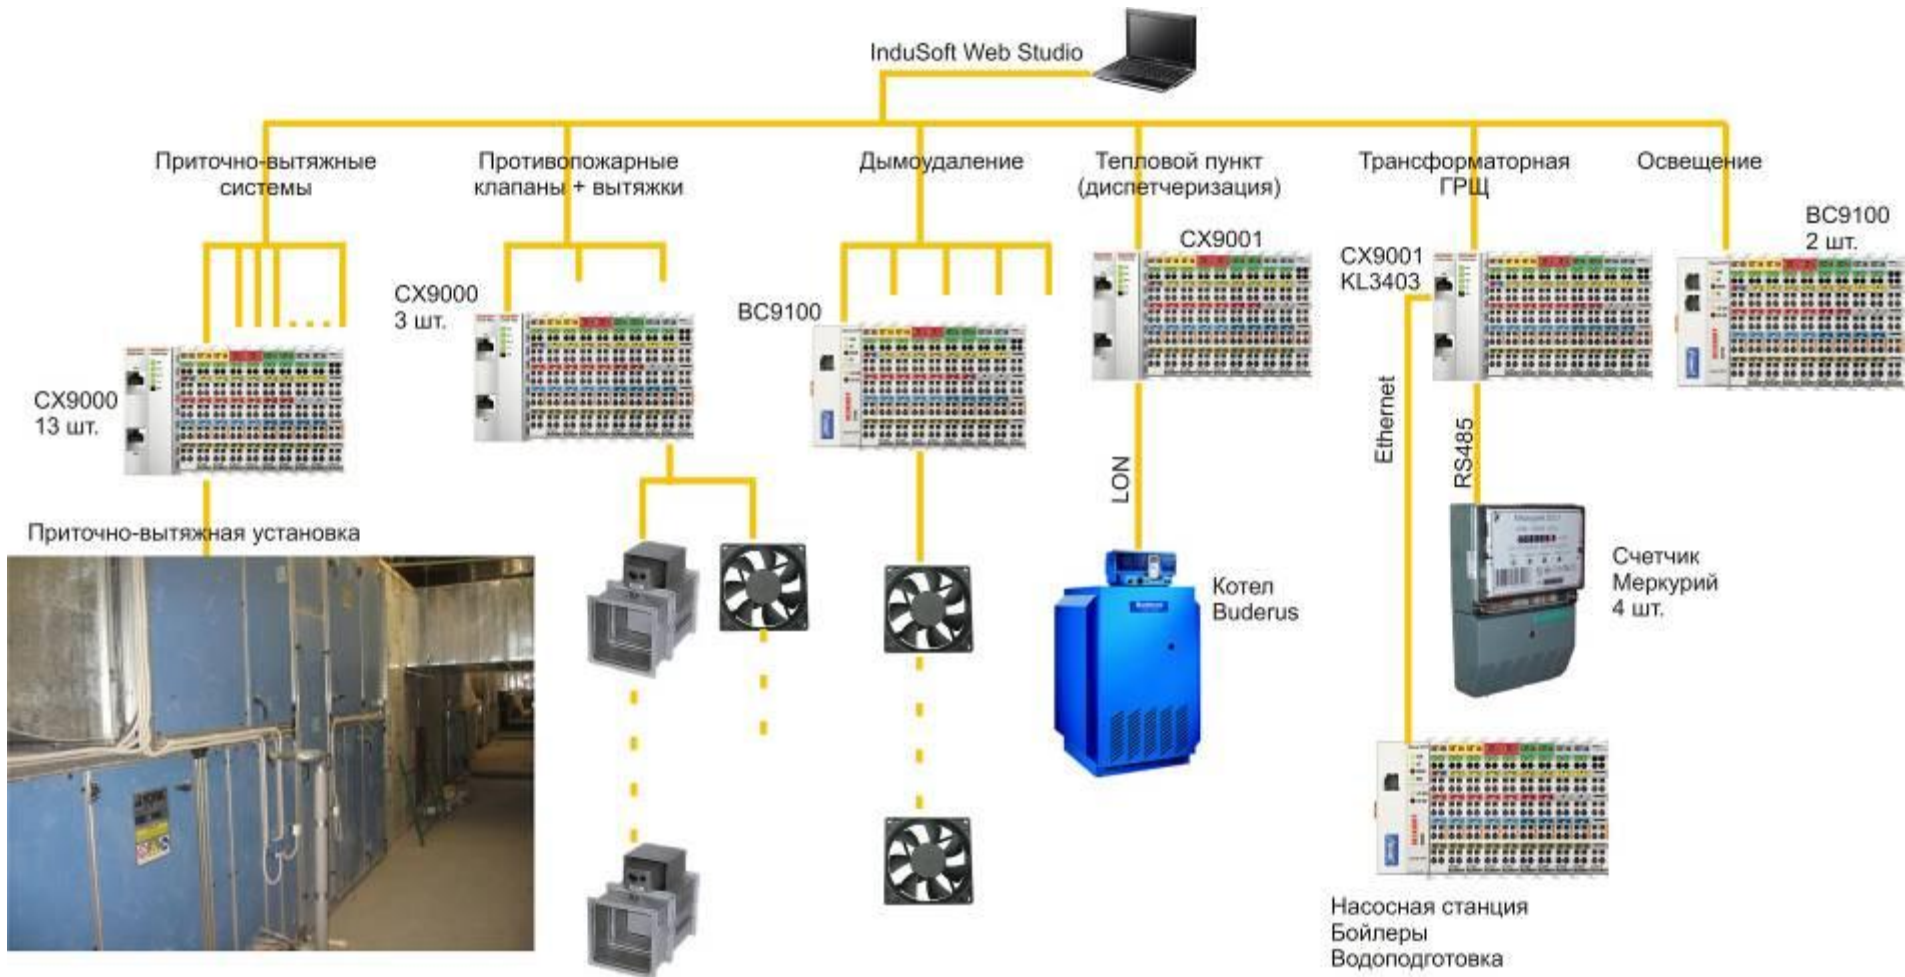 InduSoft Web Studio
Приточно-вытяжные
системы
Противопожарные
клапаны + вытяжки
Дымоудаление
Тепловой пункт
(диспетчеризация)
Трансформаторная
ГРЩ
Освещение
CX9000
13 шт.
CX9000
3 шт.
BC9100
CX9001
CX9001
KL3403
BC9100
2 шт.
Приточно-вытяжная установка
LON
Ethernet
RS485
Котел
Buderus
Счетчик
Меркурий
4 шт.
Насосная станция
Бойлеры
Водоподготовка